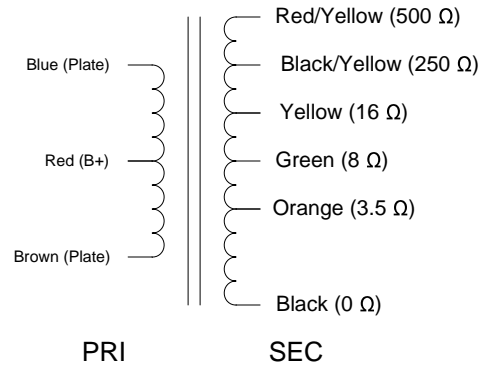 Red/Yellow (500 Ω)
Blue (Plate)
Black/Yellow (250 Ω)
Yellow (16 Ω)
Red (B+)
Green (8 Ω)
Orange (3.5 Ω)
Brown (Plate)
Black (0 Ω)
PRI
SEC